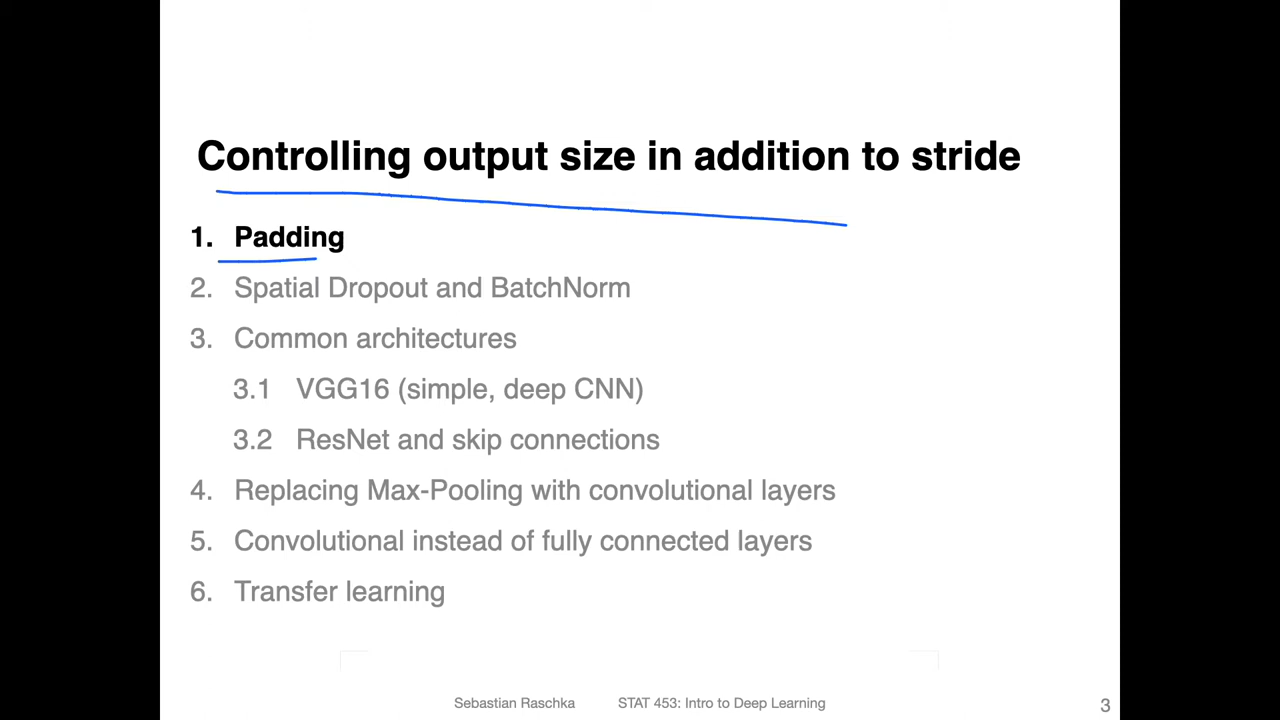 Controlling output size in addition to stride
1. Padding
2. Spatial Dropout and BatchNorm
3. Common architectures
3.1 VGG16 (simple, deep CNN)
3.2 ResNet and skip connections
4. Replacing Max-Pooling with convolutional layers
5. Convolutional instead of fully connected layers
6. Transfer learning
Sebastian Raschka STAT 453: Intro to Deep Learning 3